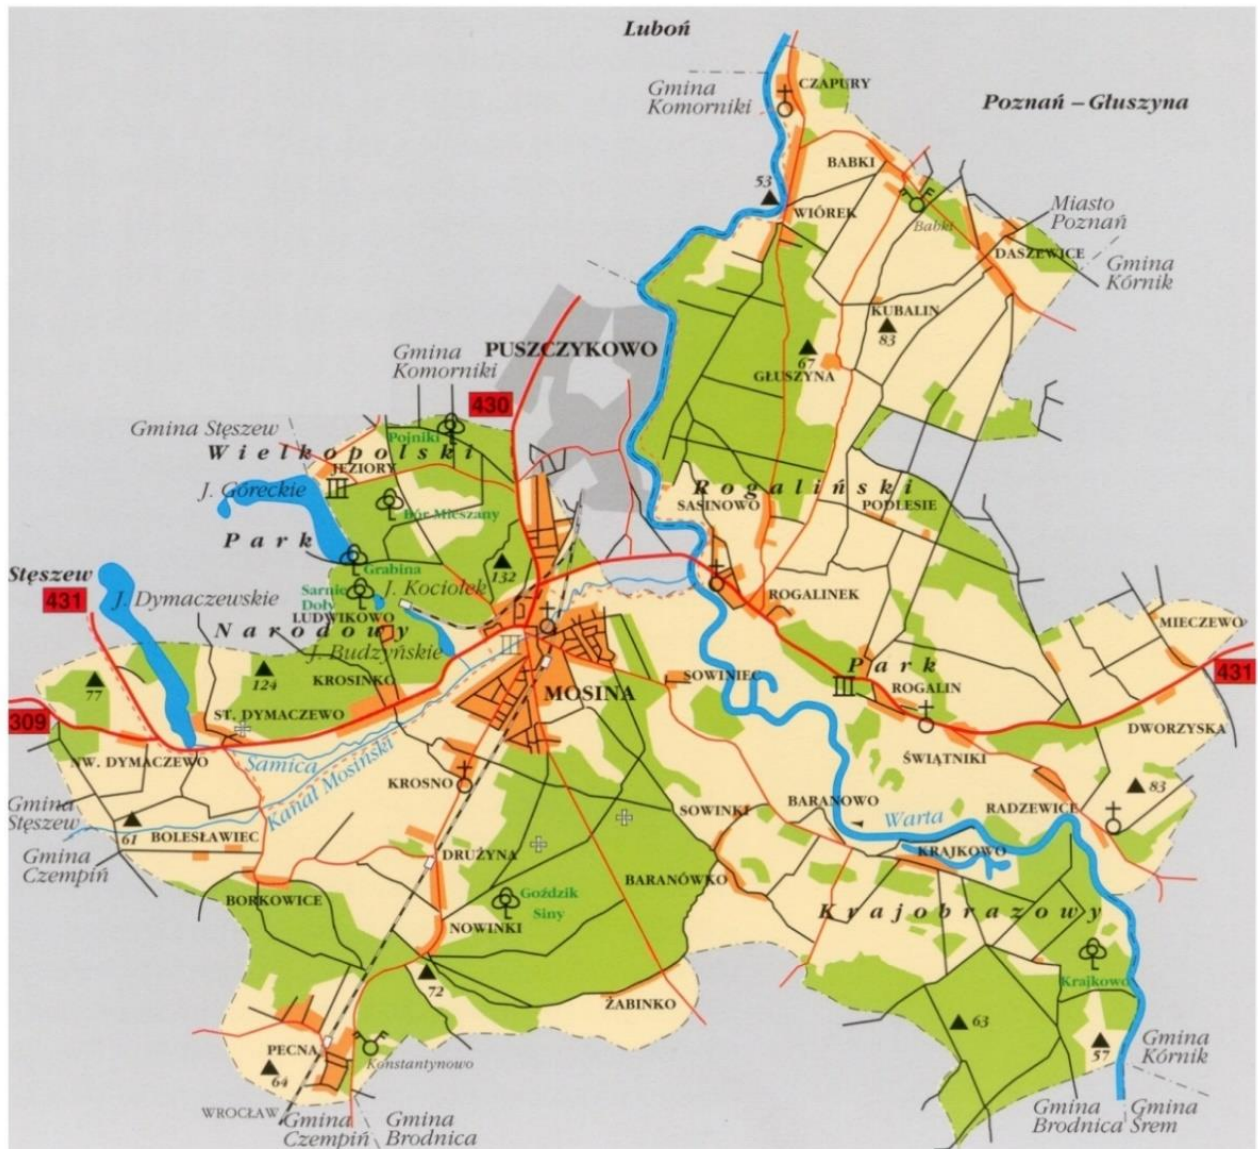 Luboń
Gmina
Komorniki
CZAPURY
Poznań – Głuszyna
BABKI
53
WIÓREK
Babki
Miasto
Poznań
DASZEWICE
Gmina
Kórnik
KUBALIN
83
PUSZCZYKOWO
Gmina
Komorniki
67
GŁUSZYNA
430
Gmina Stęszew
Pojniki
Wielkopolski
JEZIORY
J. Góreckie
Bór Mieszany
Rogaliński
SASINOWO
PODLESIE
Park
Grabina
132
Stęszew
431
J. Dymaczewskie
Sarnie
Doły
J. Kociołek
LUDWIKOWO
Narodowy
J. Budzyńskie
ROGALINEK
MIECZEWO
77
124
KROSINKO
SOWINIEC
Park
ROGALIN
431
MOSINA
309
ST. DYMACZEWO
DWORZYSKA
NW. DYMACZEWO
Samica
Kanał Mosiński
KROSNO
ŚWIĄTNIKI
83
Gmina
Stęszew
61
BOLESŁAWIEC
SOWINKI
BARANOWO
Warta
RADZEWICE
Gmina
Czempiń
DRUŻYNA
KRAJKOWO
BARANÓWKO
BORKOWICE
Goździk
Siny
Krajobrazowy
NOWINKI
72
Krajkowo
ŻABINKO
63
57
PECNA
64
Konstantynowo
Gmina
Kórnik
WROCŁAW
Gmina
Czempiń
Gmina
Brodnica
Gmina
Brodnica
Gmina
Śrem